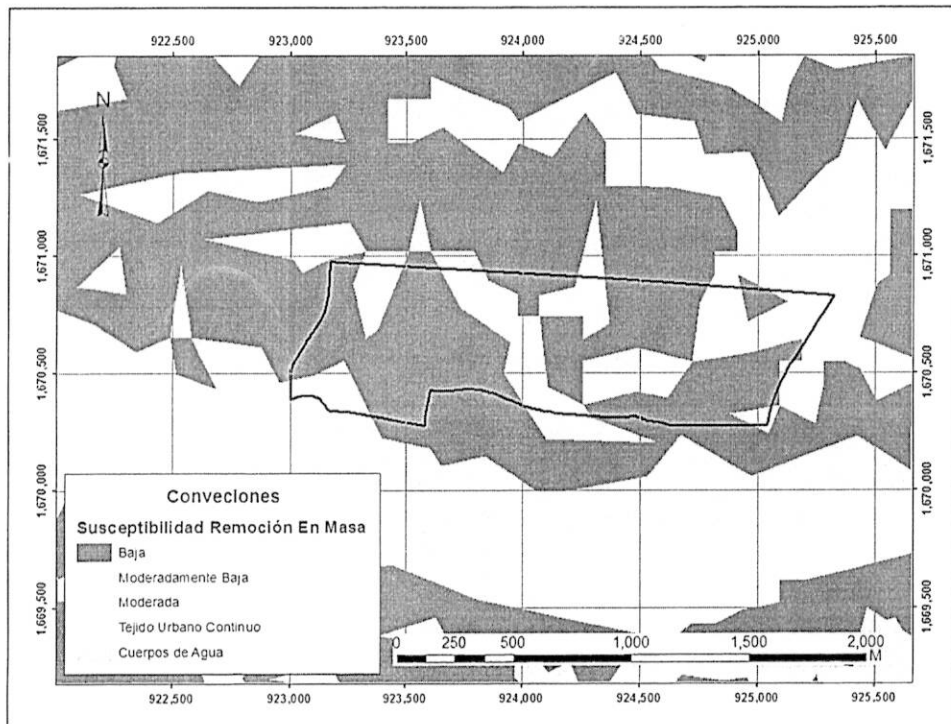 922,500 923,000 923,500 924,000 924,500 925,000 925,500
N
1,671,500 1,671,500
1,671,000 1,671,000
1,670,500 1,670,500
1,670,000 1,670,000
1,669,500 1,669,500
Conveciones
Susceptibilidad Remoción En Masa
Baja
Moderadamente Baja
Moderada
Tejido Urbano Continuo
Cuerpos de Agua
0 250 500 1,000 1,500 2,000
M
922,500 923,000 923,500 924,000 924,500 925,000 925,500